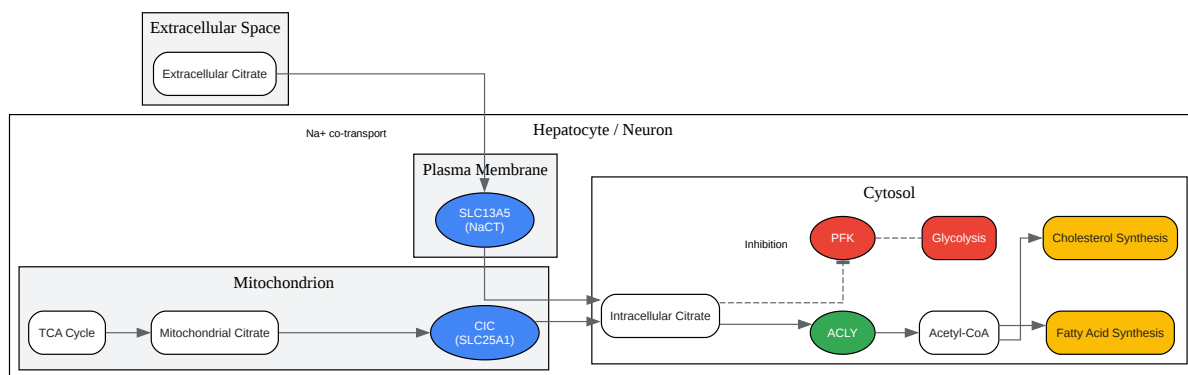 Extracellular Space
Extracellular Citrate
Na+ co-transport
Hepatocyte / Neuron
Plasma Membrane
SLC13A5
(NaCT)
Cytosol
PFK
Glycolysis
Cholesterol Synthesis
Inhibition
Mitochondrion
TCA Cycle
Mitochondrial Citrate
CIC
(SLC25A1)
Intracellular Citrate
ACLY
Acetyl-CoA
Fatty Acid Synthesis